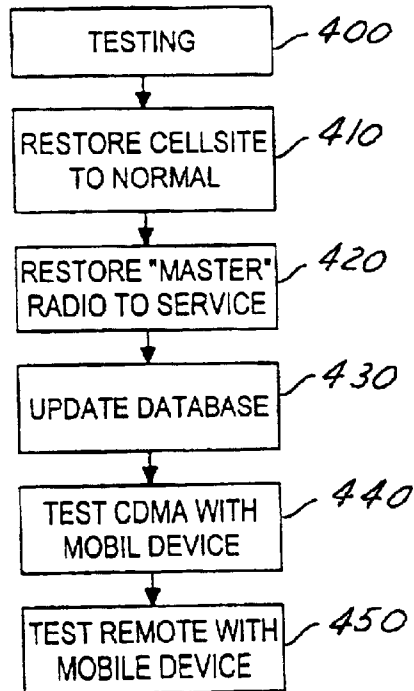 TESTING
400
RESTORE CELLSITE
TO NORMAL
410
RESTORE "MASTER"
RADIO TO SERVICE
420
UPDATE DATABASE
430
TEST CDMA WITH
MOBIL DEVICE
440
TEST REMOTE WITH
MOBILE DEVICE
450